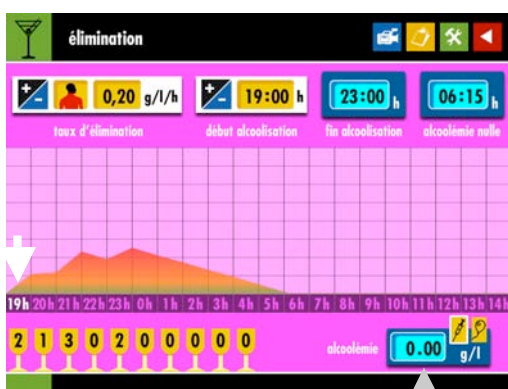 élimination
+/- 0,20 g/l/h
+/- 19:00 h
23:00 h
06:15 h
taux d'élimination
début alcoolisation
fin alcoolisation
alcoolémie nulle
19h 20h 21h 22h 23h 0h 1h 2h 3h 4h 5h 6h 7h 8h 9h 10h 11h 12h 13h 14h
2 1 3 0 2 0 0 0 0 0
alcoolémie 0.00 g/l